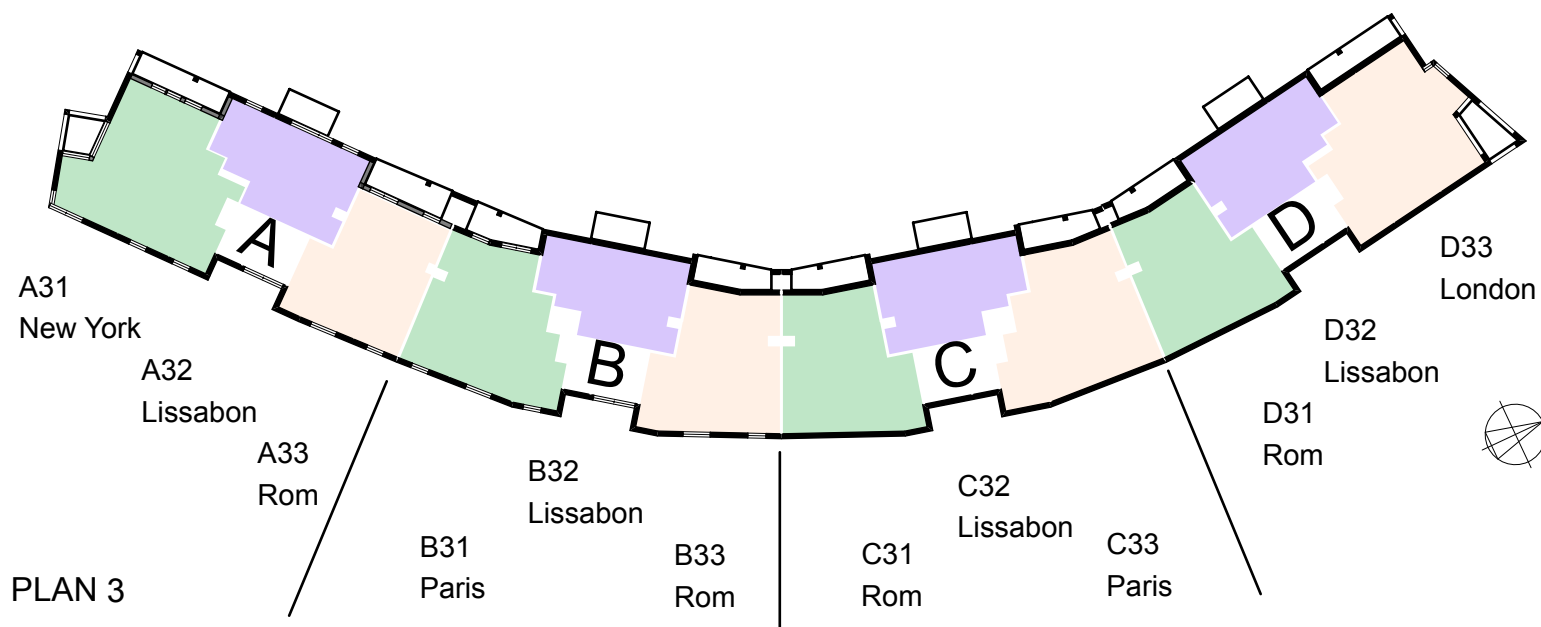 A
B
C
D
A31
New York
A32
Lissabon
A33
Rom
B31
Paris
B32
Lissabon
B33
Rom
C31
Rom
C32
Lissabon
C33
Paris
D31
Rom
D32
Lissabon
D33
London
PLAN 3